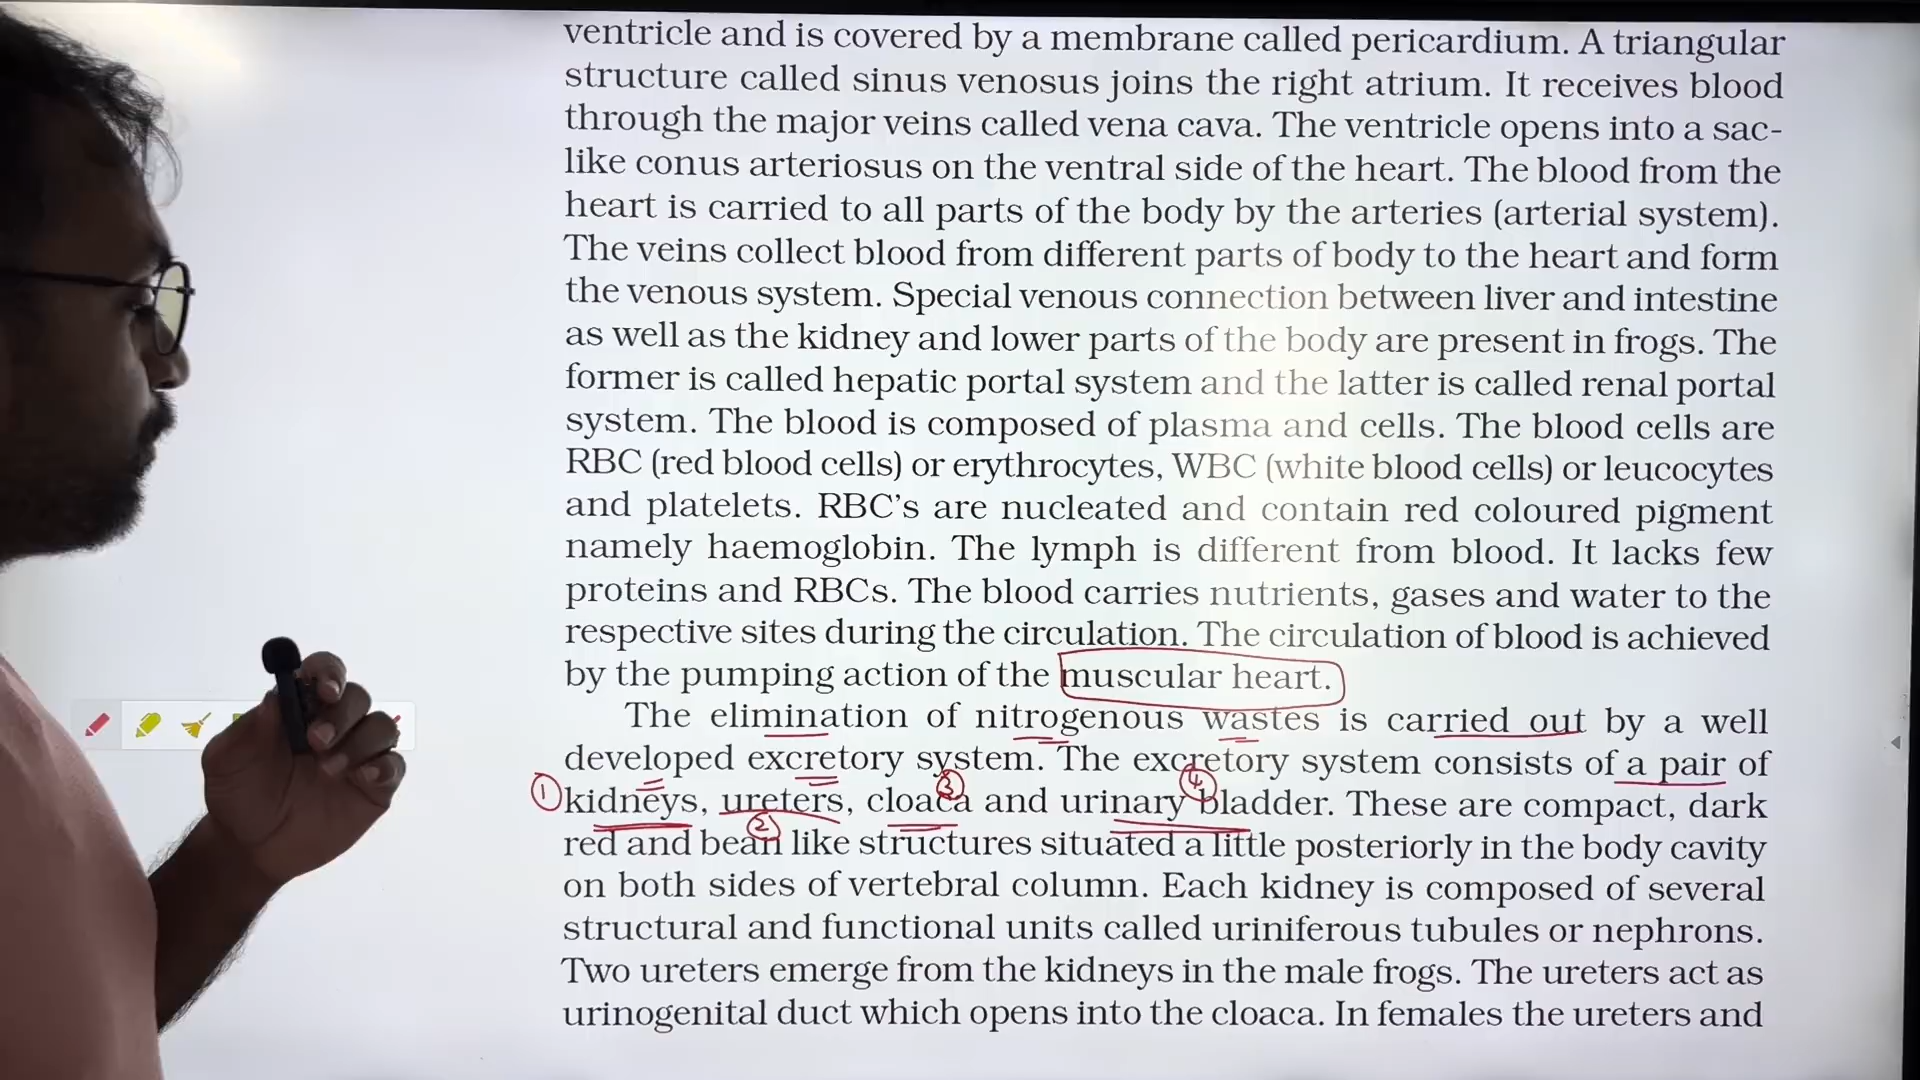 ventricle and is covered by a membrane called pericardium. A triangular
structure called sinus venosus joins the right atrium. It receives blood
through the major veins called vena cava. The ventricle opens into a sac-
like conus arteriosus on the ventral side of the heart. The blood from the
heart is carried to all parts of the body by the arteries (arterial system).
The veins collect blood from different parts of body to the heart and form
the venous system. Special venous connection between liver and intestine
as well as the kidney and lower parts of the body are present in frogs. The
former is called hepatic portal system and the latter is called renal portal
system. The blood is composed of plasma and cells. The blood cells are
RBC (red blood cells) or erythrocytes, WBC (white blood cells) or leucocytes
and platelets. RBC's are nucleated and contain red coloured pigment
namely haemoglobin. The lymph is different from blood. It lacks few
proteins and RBCs. The blood carries nutrients, gases and water to the
respective sites during the circulation. The circulation of blood is achieved
by the pumping action of the muscular heart.
The elimination of nitrogenous wastes is carried out by a well
developed excretory system. The excretory system consists of a pair of
3 4
1 kidneys, ureters, cloaca and urinary bladder. These are compact, dark
2
red and bean like structures situated a little posteriorly in the body cavity
on both sides of vertebral column. Each kidney is composed of several
structural and functional units called uriniferous tubules or nephrons.
Two ureters emerge from the kidneys in the male frogs. The ureters act as
urinogenital duct which opens into the cloaca. In females the ureters and